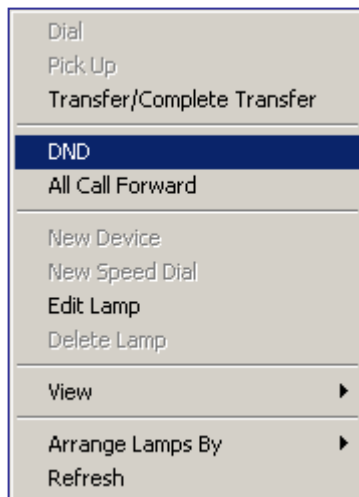 Dial
Pick Up
Transfer/Complete Transfer
DND
All Call Forward
New Device
New Speed Dial
Edit Lamp
Delete Lamp
View
Arrange Lamps By
Refresh